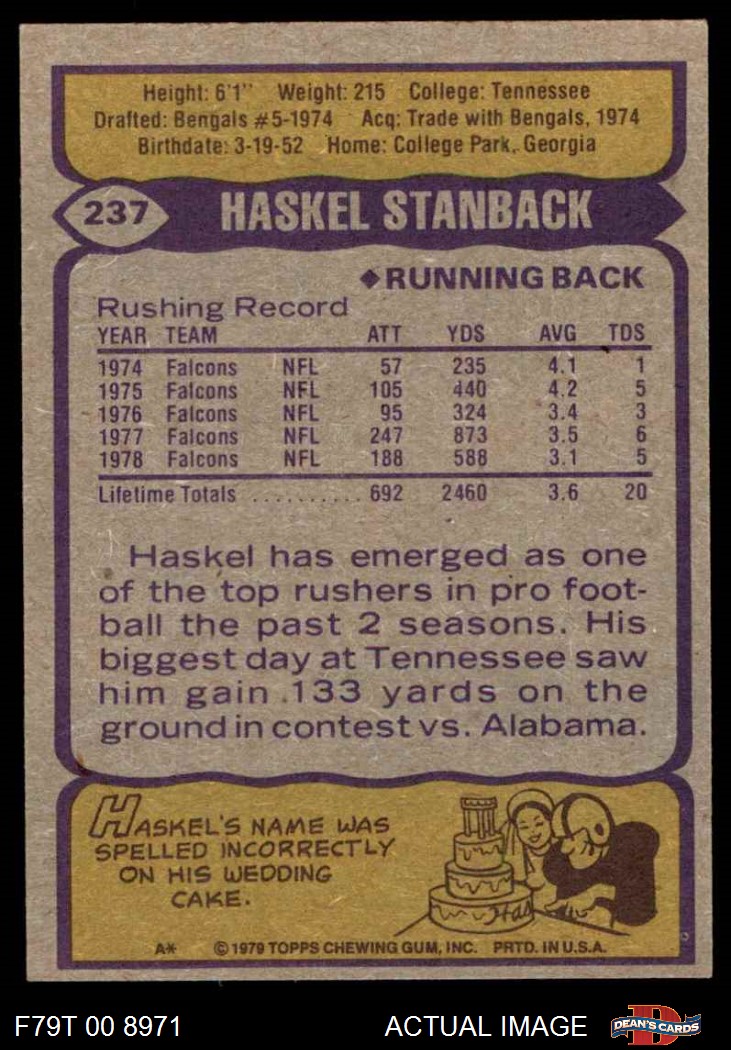 Height: 6'1" Weight: 215 College: Tennessee
Drafted: Bengals #5-1974 Acq: Trade with Bengals, 1974
Birthdate: 3-19-52 Home: College Park, Georgia
237 HASKEL STANBACK
◆RUNNING BACK
Rushing Record
YEAR TEAM ATT YDS AVG TDS
1974 Falcons NFL 57 235 4.1 1
1975 Falcons NFL 105 440 4.2 5
1976 Falcons NFL 95 324 3.4 3
1977 Falcons NFL 247 873 3.5 6
1978 Falcons NFL 188 588 3.1 5
Lifetime Totals .......... 692 2460 3.6 20
Haskel has emerged as one
of the top rushers in pro foot-
ball the past 2 seasons. His
biggest day at Tennessee saw
him gain 133 yards on the
ground in contest vs. Alabama.
HASKEL'S NAME WAS
SPELLED INCORRECTLY
ON HIS WEDDING
CAKE.
Has
A* © 1979 TOPPS CHEWING GUM, INC. PRTD. IN U.S.A.
F79T 00 8971 ACTUAL IMAGE D DEAN'S CARDS